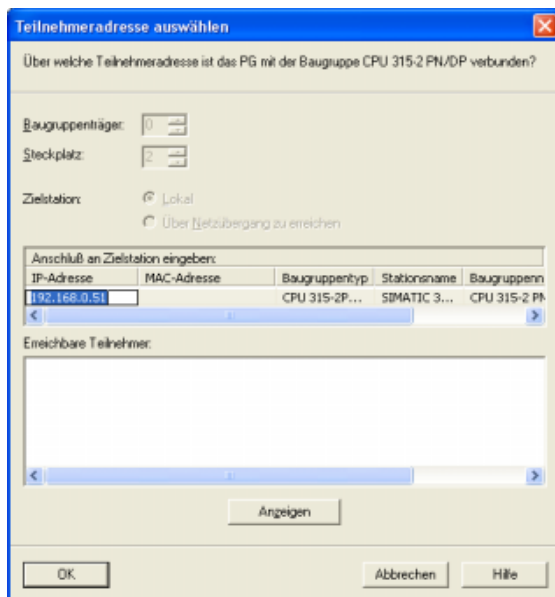 Teilnehmeradresse auswählen
Über welche Teilnehmeradresse ist das PG mit der Baugruppe CPU 315-2 PN/DP verbunden?
Baugruppenträger: 0
Steckplatz: 2
Zielstation: Lokal
Über Netzübergang zu erreichen
Anschluß an Zielstation eingeben:
IP-Adresse MAC-Adresse Baugruppentyp Stationsname Baugruppenn
192.168.0.51 CPU 315-2P... SIMATIC 3... CPU 315-2 PN
Erreichbare Teilnehmer:
Anzeigen
OK Abbrechen Hilfe